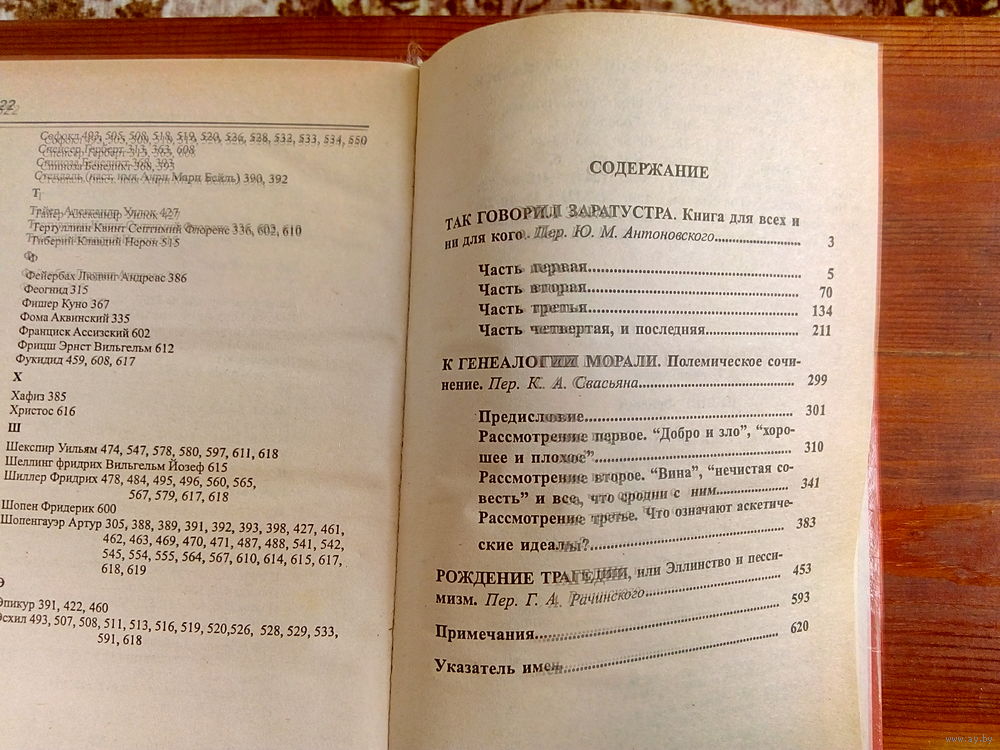 22
Софокл 493, 505, 508, 518, 519, 520, 526, 528, 532, 533, 534, 550
Спенсер Герберт 313, 363, 608
Спиноза Бенедикт 368, 393
Стендаль (наст. имя Анри Мари Бейль) 390, 392
Т
Тайер Александр Уилок 427
Тертуллиан Квинт Септимий Флоренс 336, 602, 610
Тиберий Клавдий Нерон 515
Ф
Фейербах Людвиг Андреас 386
Феогнид 315
Фишер Куно 367
Фома Аквинский 335
Франциск Ассизский 602
Фрицш Эрнст Вильгельм 612
Фукидид 459, 608, 617
Х
Хафиз 385
Христос 616
Ш
Шекспир Уильям 474, 547, 578, 580, 597, 611, 618
Шеллинг фридрих Вильгельм Йозеф 615
Шиллер Фридрих 478, 484, 495, 496, 560, 565,
567, 579, 617, 618
Шопен Фридерик 600
Шопенгауэр Артур 305, 388, 389, 391, 392, 393, 398, 427, 461,
462, 463, 469, 470, 471, 487, 488, 541, 542,
545, 554, 555, 564, 567, 610, 614, 615, 617,
618, 619
Э
Эпикур 391, 422, 460
Эсхил 493, 507, 508, 511, 513, 516, 519, 520,526, 528, 529, 533,
591, 618
СОДЕРЖАНИЕ
ТАК ГОВОРИЛ ЗАРАТУСТРА. Книга для всех и
ни для кого. Пер. Ю. М. Антоновского.......... 3
Часть первая.......... 5
Часть вторая.......... 70
Часть третья.......... 134
Часть четвертая, и последняя.......... 211
К ГЕНЕАЛОГИИ МОРАЛИ. Полемическое сочи-
нение. Пер. К. А. Свасьяна.......... 299
Предисловие.......... 301
Рассмотрение первое. “Добро и зло”, “хоро-
шее и плохое”.......... 310
Рассмотрение второе. “Вина”, “нечистая со-
весть” и все, что сродни с ним.......... 341
Рассмотрение третье. Что означают аскетиче-
ские идеалы?.......... 383
РОЖДЕНИЕ ТРАГЕДИИ, или Эллинство и песси-
мизм. Пер. Г. А. Рачинского.......... 453
Примечания.......... 593
Указатель имен.......... 620
www.ay.by